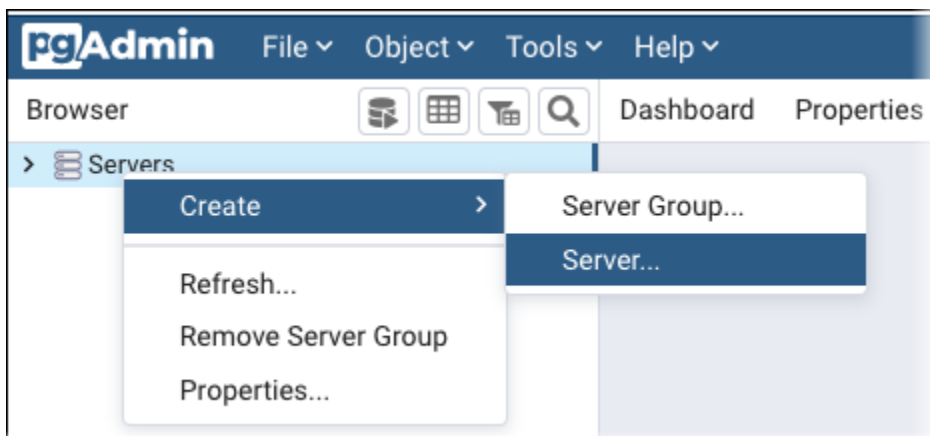 pgAdmin File Object Tools Help
Browser Dashboard Properties
Servers
Create Server Group...
Server...
Refresh...
Remove Server Group
Properties...